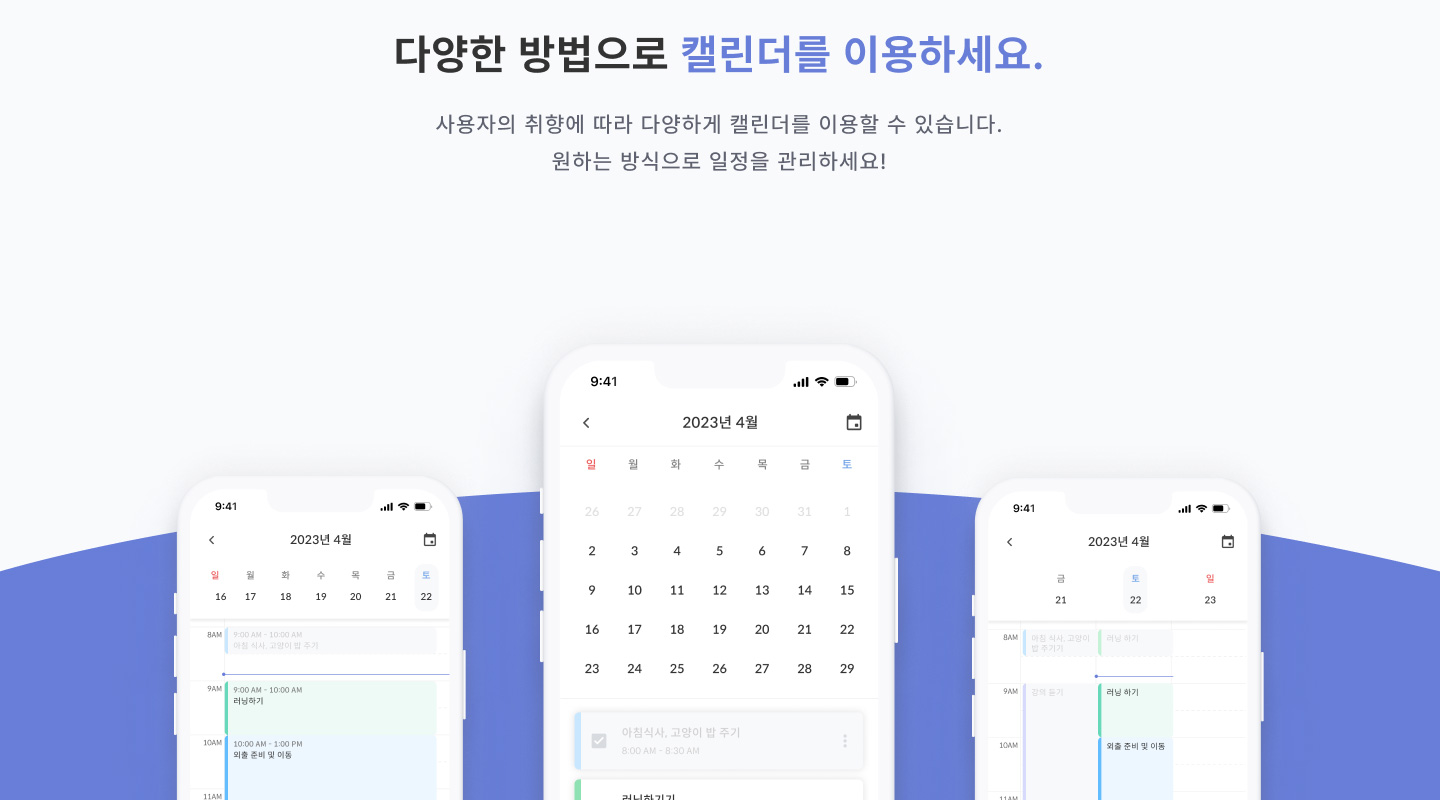 다양한 방법으로 캘린더를 이용하세요.
사용자의 취향에 따라 다양하게 캘린더를 이용할 수 있습니다.
원하는 방식으로 일정을 관리하세요!
9:41
2023년 4월
일 월 화 수 목 금 토
16 17 18 19 20 21 22
8AM
9:00 AM - 10:00 AM
아침 식사, 고양이 밥 주기
9AM
9:00 AM - 10:00 AM
러닝하기
10AM
10:00 AM - 1:00 PM
외출 준비 및 이동
11AM
9:41
2023년 4월
일 월 화 수 목 금 토
26 27 28 29 30 31 1
2 3 4 5 6 7 8
9 10 11 12 13 14 15
16 17 18 19 20 21 22
23 24 25 26 27 28 29
아침식사, 고양이 밥 주기
8:00 AM - 8:30 AM
러닝하기기
9:41
2023년 4월
금 토 일
21 22 23
8AM
아침 식사, 고양이
밥 주기기
러닝 하기
9AM
강의 듣기
러닝 하기
10AM
외출 준비 및 이동
11AM